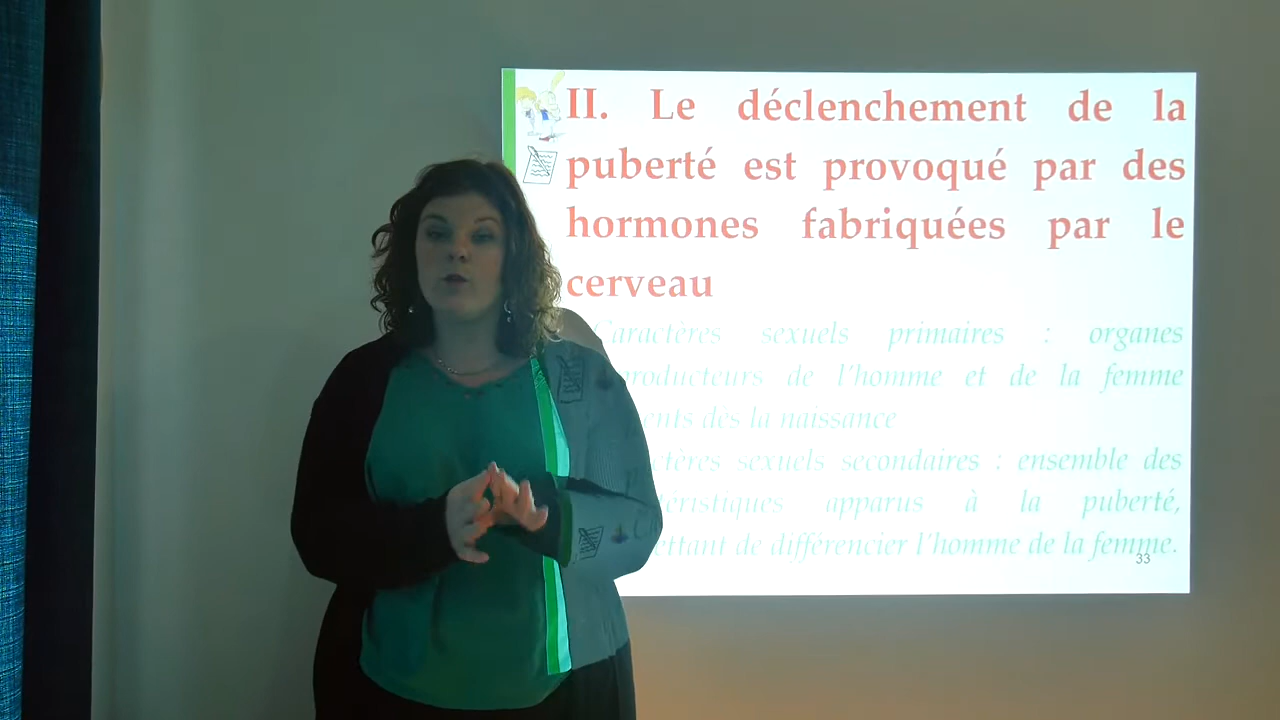 II. Le déclenchement de la
puberté est provoqué par des
hormones fabriquées par le
cerveau
Caractères sexuels primaires : organes
de l'homme et de la femme
dès la naissance
sexuels secondaires : ensemble des
apparus à la puberté,
de différencier l'homme de la femme.
33